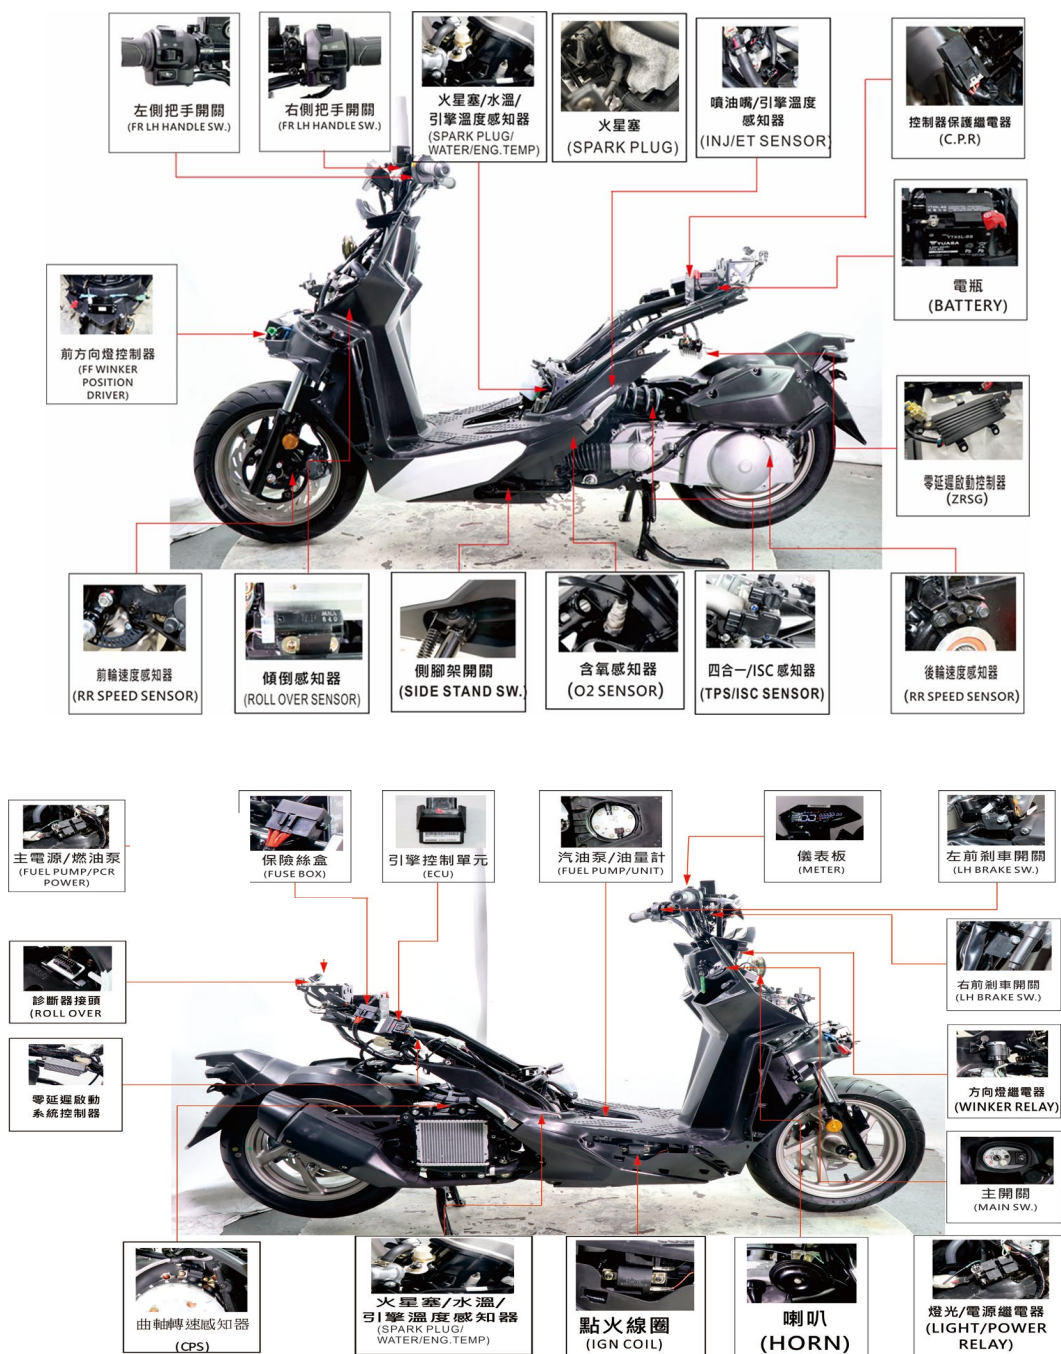 左側把手開關
(FR LH HANDLE SW.)
右側把手開關
(FR LH HANDLE SW.)
火星塞/水溫/
引擎溫度感知器
(SPARK PLUG/
WATER/ENG.TEMP)
火星塞
(SPARK PLUG)
噴油嘴/引擎溫度
感知器
(INJ/ET SENSOR)
控制器保護繼電器
(C.P.R)
YUASA
電瓶
(BATTERY)
前方向燈控制器
(FF WINKER
POSITION
DRIVER)
零延遲啟動控制器
(ZRSG)
前輪速度感知器
(RR SPEED SENSOR)
傾倒感知器
(ROLL OVER SENSOR)
側腳架開關
(SIDE STAND SW.)
含氧感知器
(O2 SENSOR)
四合一/ISC 感知器
(TPS/ISC SENSOR)
後輪速度感知器
(RR SPEED SENSOR)
主電源/燃油泵
(FUEL PUMP/PCR
POWER)
保險絲盒
(FUSE BOX)
引擎控制單元
(ECU)
汽油泵/油量計
(FUEL PUMP/UNIT)
儀表板
(METER)
左前剎車開關
(LH BRAKE SW.)
診斷器接頭
(ROLL OVER
右前剎車開關
(LH BRAKE SW.)
零延遲啟動
系統控制器
方向燈繼電器
(WINKER RELAY)
主開關
(MAIN SW.)
曲軸轉速感知器
(CPS)
火星塞/水溫/
引擎溫度感知器
(SPARK PLUG/
WATER/ENG.TEMP)
點火線圈
(IGN COIL)
喇叭
(HORN)
燈光/電源繼電器
(LIGHT/POWER
RELAY)